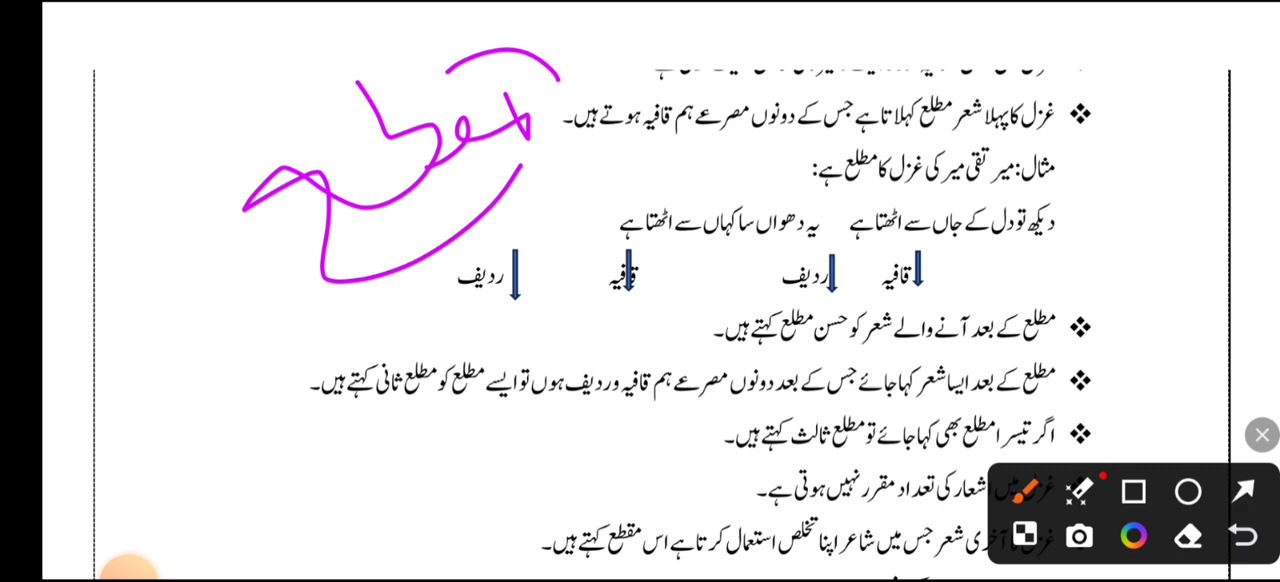 ❖ غزل کا پہلا شعر مطلع کہلاتا ہے جس کے دونوں مصرعے ہم قافیہ ہوتے ہیں۔
مثال: میر تقی میر کی غزل کا مطلع ہے:
دیکھ تو دل کے جاں سے اٹھتا ہے یہ دھواں سا کہاں سے اٹھتا ہے
قافیہ ردیف قافیہ ردیف
❖ مطلع کے بعد آنے والے شعر کو حسن مطلع کہتے ہیں۔
❖ مطلع کے بعد ایسا شعر کہا جائے جس کے بعد دونوں مصرعے ہم قافیہ و ردیف ہوں تو ایسے مطلع کو مطلع ثانی کہتے ہیں۔
❖ اگر تیسرا مطلع بھی کہا جائے تو مطلع ثالث کہتے ہیں۔
غزل میں اشعار کی تعداد مقرر نہیں ہوتی ہے۔
غزل کا آخری شعر جس میں شاعر اپنا تخلص استعمال کرتا ہے اس مقطع کہتے ہیں۔